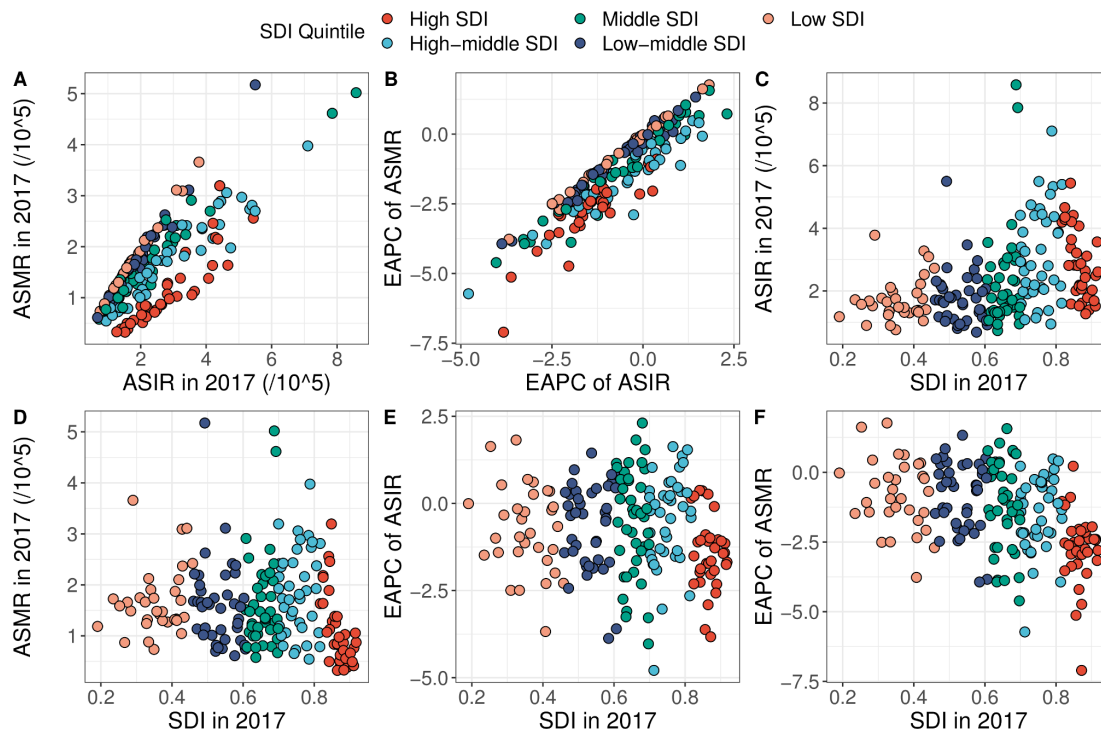 SDI Quintile
High SDI
Middle SDI
Low SDI
High−middle SDI
Low−middle SDI
A
ASMR in 2017 (/10^5)
5
4
3
2
1
2
4
6
8
ASIR in 2017 (/10^5)
B
EAPC of ASMR
0.0
−2.5
−5.0
−7.5
−5.0
−2.5
0.0
2.5
EAPC of ASIR
C
ASIR in 2017 (/10^5)
8
6
4
2
0.2
0.4
0.6
0.8
SDI in 2017
D
ASMR in 2017 (/10^5)
5
4
3
2
1
0.2
0.4
0.6
0.8
SDI in 2017
E
EAPC of ASIR
2.5
0.0
−2.5
−5.0
0.2
0.4
0.6
0.8
SDI in 2017
F
EAPC of ASMR
0.0
−2.5
−5.0
−7.5
0.2
0.4
0.6
0.8
SDI in 2017